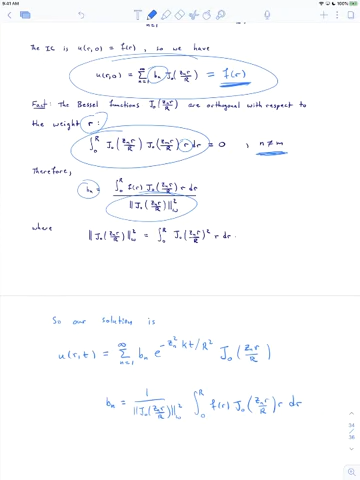 9:41 AM
The IC is u(r,0) = f(r), so we have
u(r,0) = ∑_{n=1}^{∞} b_n J_0(z_n r/R) = f(r)
Fact: The Bessel functions J_0(z_n r/R) are orthogonal with respect to
the weight r:
∫_0^R J_0(z_n r/R) J_0(z_m r/R) r dr = 0 , n≠m
Therefore,
b_n = ∫_0^R f(r) J_0(z_n r/R) r dr / ‖J_0(z_n r/R)‖_w^2
where
‖J_0(z_n r/R)‖_w^2 = ∫_0^R J_0(z_n r/R)^2 r dr.
So our solution is
u(r,t) = ∑_{n=1}^{∞} b_n e^{-z_n^2 kt/R^2} J_0(z_n r/R)
b_n = 1/‖J_0(z_n r/R)‖_w^2 ∫_0^R f(r) J_0(z_n r/R) r dr
34
36